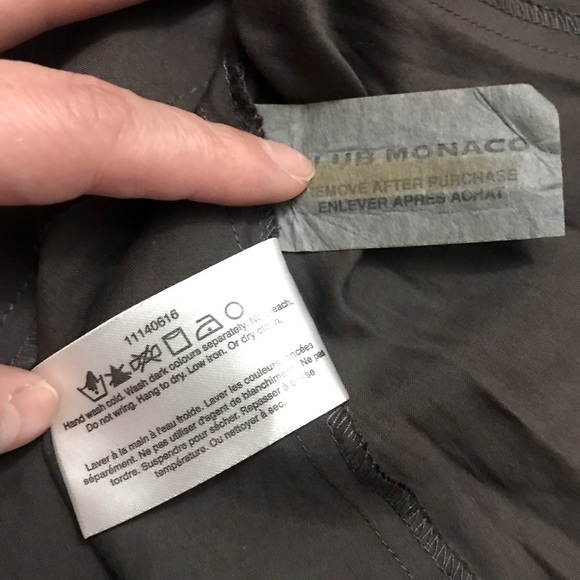 CLUB MONACO
REMOVE AFTER PURCHASE
ENLEVER APRÈS ACHAT
11140616
Hand wash cold. Wash dark colours separately. No bleach.
Do not wring. Hang to dry. Low iron. Or dry clean.
Laver à la main à l'eau froide. Laver les couleurs foncées
séparément. Ne pas utiliser d'agent de blanchiment. Ne pas
tordre. Suspendre pour sécher. Repasser à basse
température. Ou nettoyer à sec.